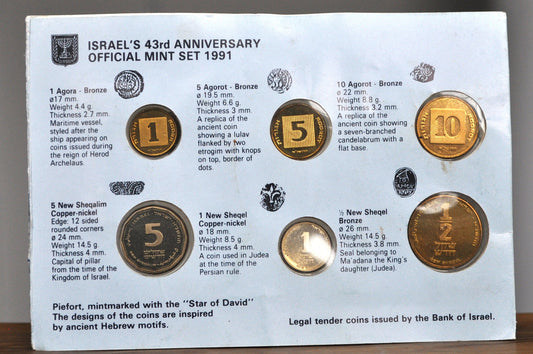 ISRAEL'S 43rd ANNIVERSARY
OFFICIAL MINT SET 1991
1 Agora - Bronze
ø17 mm.
Weight 4.4 g.
Thickness 2.7 mm.
Maritime vessel,
styled after the
ship appearing on
coins issued during
the reign of Herod
Archelaus.
1
5 Agorot - Bronze
ø 19.5 mm.
Weight 6.6 g.
Thickness 3 mm.
A replica of the
ancient coin showing
a lulav
flanked by two
etrogim with knops
on top, border of
dots.
5
10 Agorot - Bronze
ø 22 mm.
Weight 8.8 g.
Thickness 3.2 mm.
A replica of the
ancient coin showing
a seven-branched
candelabrum with a
flat base.
10
5 New Sheqalim
Copper-nickel
Edge: 12 sided
rounded corners
ø 24 mm.
Weight 14.5 g.
Thickness 4 mm.
Capital of pillar
from the time of the
Kingdom of Israel.
5
1 New Sheqel
Copper-nickel
ø 18 mm.
Weight 8.5 g.
Thickness 4 mm.
A coin used in Judea
at the time of the
Persian rule.
1
½ New Sheqel
Bronze
ø 26 mm.
Weight 14.5 g.
Thickness 3.8 mm.
Seal belonging to
Ma'adana the King's
daughter (Judea).
1
2
Piefort, mintmarked with the "Star of David"
The designs of the coins are inspired
by ancient Hebrew motifs.
Legal tender coins issued by the Bank of Israel.